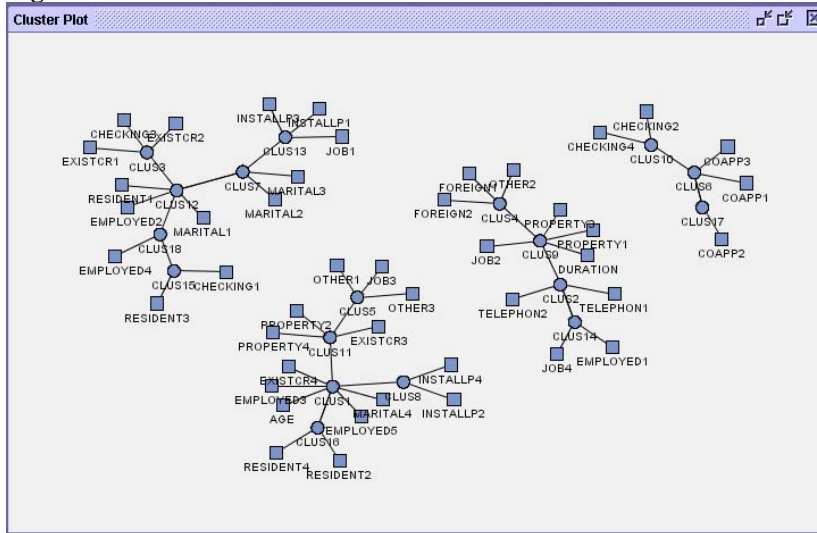 Cluster Plot
INSTALLP3
INSTALLP1
CHECKING3
EXISTCR2
JOB1
CLUS13
EXISTCR1
CLUS3
CLUS7
MARITAL3
RESIDENT1
CLUS12
MARITAL2
EMPLOYED2
MARITAL1
CLUS18
EMPLOYED4
CLUS15
CHECKING1
RESIDENT3
CHECKING2
CHECKING4
CLUS10
COAPP3
CLUS6
COAPP1
CLUS17
COAPP2
FOREIGN1
OTHER2
FOREIGN2
CLUS4
PROPERTY3
PROPERTY1
JOB2
CLUS9
DURATION
CLUS2
TELEPHON2
TELEPHON1
CLUS14
JOB4
EMPLOYED1
OTHER1
JOB3
OTHER3
CLUS5
PROPERTY2
EXISTCR3
PROPERTY4
CLUS11
EXISTCR4
INSTALLP4
EMPLOYED3
CLUS1
CLUS8
AGE
MARITAL4
INSTALLP2
EMPLOYED5
CLUS16
RESIDENT4
RESIDENT2